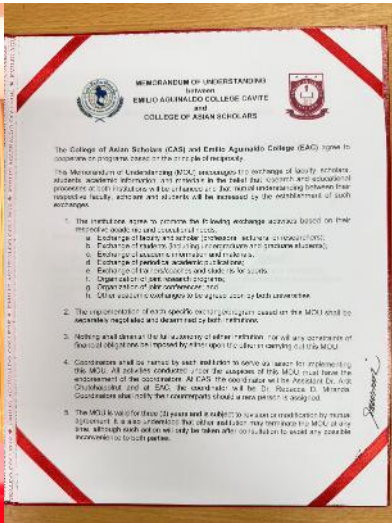 MEMORANDUM OF UNDERSTANDING
between
EMILIO AGUINALDO COLLEGE CAVITE
and
COLLEGE OF ASIAN SCHOLARS
The College of Asian Scholars (CAS) and Emilio Aguinaldo College (EAC) agree to
cooperate on programs based on the principle of reciprocity.
This Memorandum of Understanding (MOU) encourages the exchange of faculty, scholars,
students, academic information, and materials in the belief that research and educational
processes at both institutions will be enhanced and that mutual understanding between their
respective faculty, scholars and students will be increased by the establishment of such
exchanges.
1. The institutions agree to promote the following exchange activities based on their
respective academic and educational needs:
a. Exchange of faculty and scholar (professors, lecturers, or researchers);
b. Exchange of students (including undergraduate and graduate students);
c. Exchange of academic information and materials;
d. Exchange of periodical academic publications;
e. Exchange of trainers/coaches and students for sports;
f. Organization of joint research programs;
g. Organization of joint conferences; and
h. Other academic exchanges to be agreed upon by both universities.
2. The implementation of each specific exchange/program based on this MOU shall be
separately negotiated and determined by both institutions.
3. Nothing shall diminish the full autonomy of either institution, nor will any constraints of
financial obligations be imposed by either upon the other in carrying out this MOU.
4. Coordinators shall be named by each institution to serve as liaison for implementing
this MOU. All activities conducted under the auspices of this MOU must have the
endorsement of the coordinators. At CAS, the coordinator will be Assistant Dr. Artit
and at EAC, the coordinator will be Dr. Rebecca D. Miranda.
Coordinators shall notify their counterparts should a new person is assigned.
5. The MOU is valid for three (3) years and is subject to revision or modification by mutual
agreement. It is also understood that either institution may terminate the MOU at any
time, although such action will only be taken after consultation to avoid any possible
inconvenience to both parties.